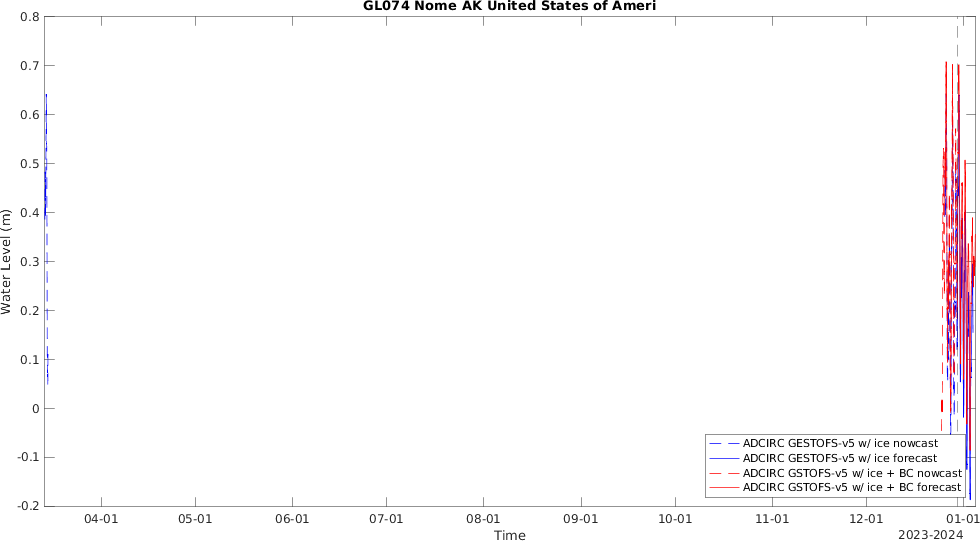 GL074 Nome AK United States of Ameri
0.8
0.7
0.6
0.5
0.4
0.3
0.2
0.1
0
-0.1
-0.2
Water Level (m)
ADCIRC GESTOFS-v5 w/ ice nowcast
ADCIRC GESTOFS-v5 w/ ice forecast
ADCIRC GSTOFS-v5 w/ ice + BC nowcast
ADCIRC GSTOFS-v5 w/ ice + BC forecast
04-01 05-01 06-01 07-01 08-01 09-01 10-01 11-01 12-01 01-01
Time
2023-2024